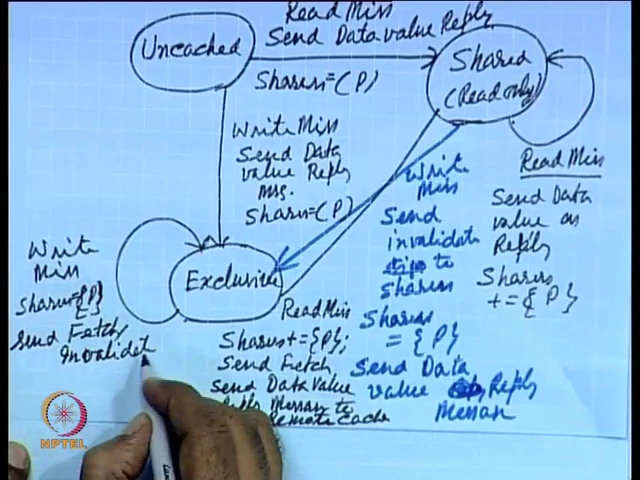 Read Miss
Send Data value Reply
Uncached
Sharers=(P)
Shared
(Read only)
Write Miss
Send Data
value Reply
msg.
Sharers=(P)
Read Miss
Send Data
value as
Reply
Sharers
+={P}
Write
Miss
Send
invalidate
to
sharers
Sharers
={P}
Send Data
value Reply
Message
Exclusive
Write
Miss
Sharers={P}
Send Fetch/
Invalidat
Read Miss
Sharers+={P};
Send Fetch
Send Data Value
Reply Message to
remote cache
NPTEL